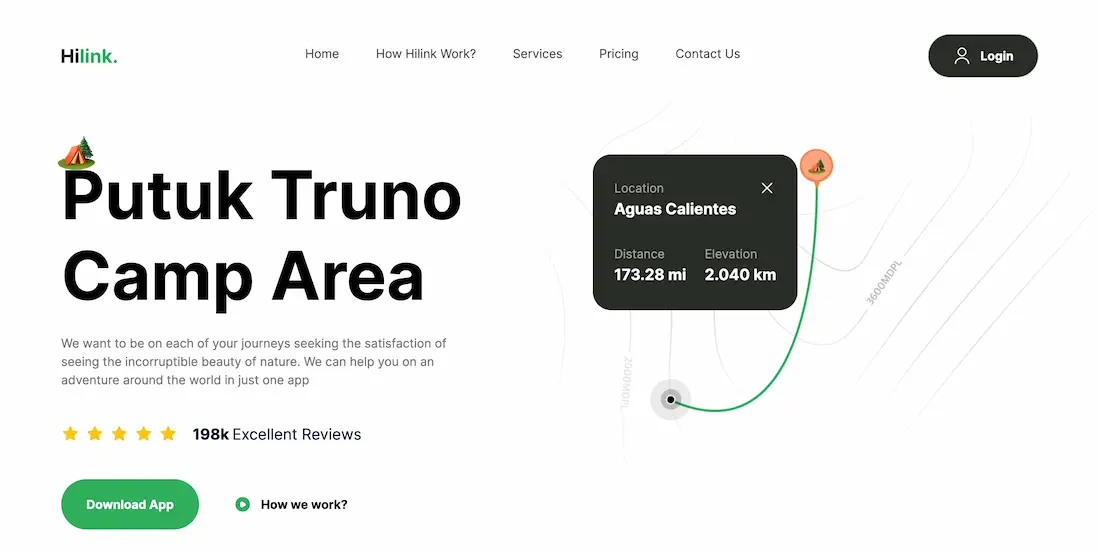 Hilink.
Home
How Hilink Work?
Services
Pricing
Contact Us
Login
Putuk Truno
Camp Area
We want to be on each of your journeys seeking the satisfaction of
seeing the incorruptible beauty of nature. We can help you on an
adventure around the world in just one app
198k Excellent Reviews
Download App
How we work?
Location
Aguas Calientes
Distance
Elevation
173.28 mi
2.040 km
3600MDPL
2000MDPL